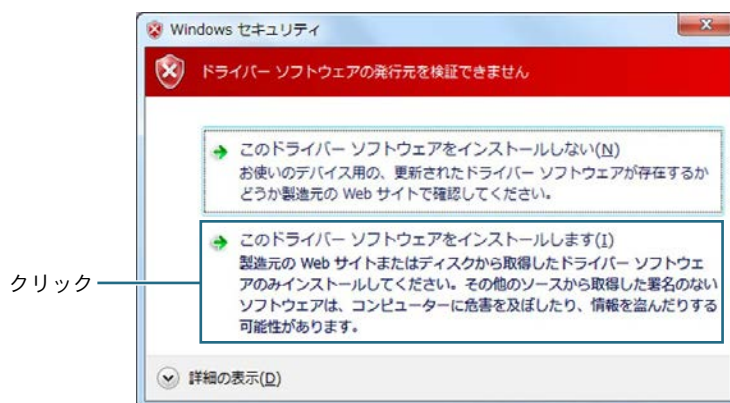 Windows セキュリティ
ドライバー ソフトウェアの発行元を検証できません
このドライバー ソフトウェアをインストールしない(N)
お使いのデバイス用の、更新されたドライバー ソフトウェアが存在するか
どうか製造元の Web サイトで確認してください。
このドライバー ソフトウェアをインストールします(I)
製造元の Web サイトまたはディスクから取得したドライバー ソフトウェ
アのみインストールしてください。その他のソースから取得した署名のない
ソフトウェアは、コンピューターに危害を及ぼしたり、情報を盗んだりする
可能性があります。
クリック
詳細の表示(D)